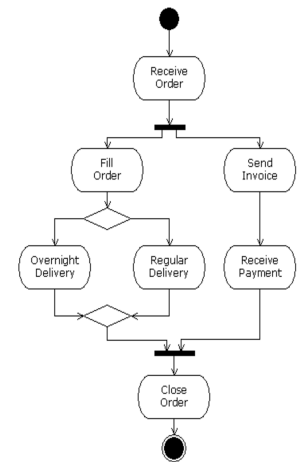 Receive
Order
Fill
Order
Send
Invoice
Overnight
Delivery
Regular
Delivery
Receive
Payment
Close
Order